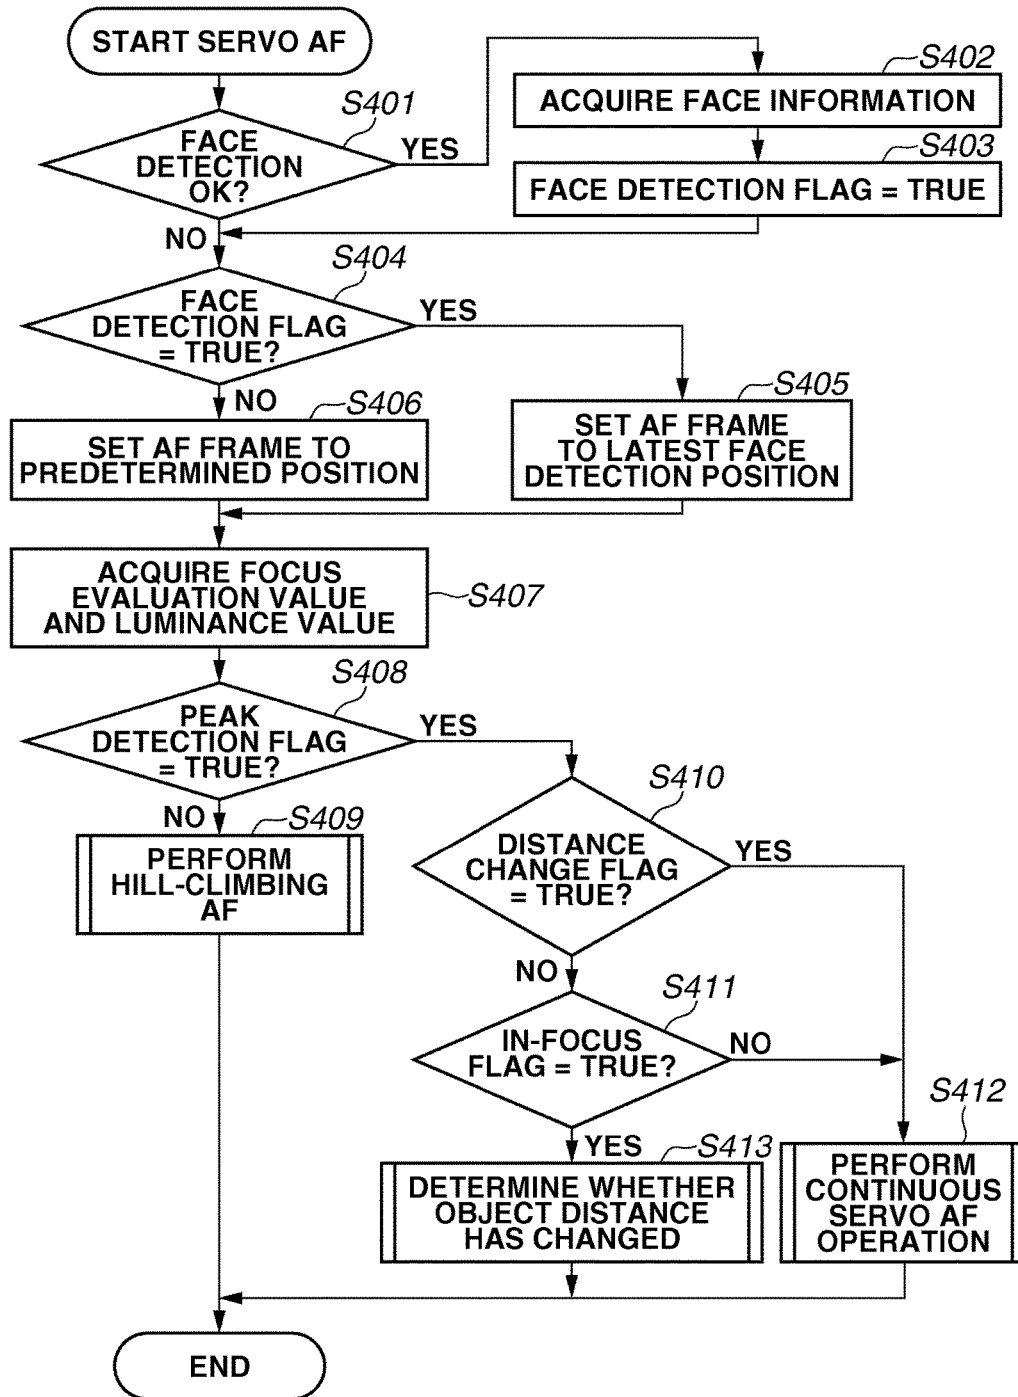 START SERVO AF
S401
FACE
DETECTION
OK?
YES
S402
ACQUIRE FACE INFORMATION
S403
FACE DETECTION FLAG = TRUE
NO
S404
FACE
DETECTION FLAG
= TRUE?
YES
NO
S405
SET AF FRAME
TO LATEST FACE
DETECTION POSITION
S406
SET AF FRAME TO
PREDETERMINED POSITION
ACQUIRE FOCUS
EVALUATION VALUE
AND LUMINANCE VALUE
S407
S408
PEAK
DETECTION FLAG
= TRUE?
YES
NO
S409
PERFORM
HILL-CLIMBING
AF
S410
DISTANCE
CHANGE FLAG
= TRUE?
YES
NO
S411
IN-FOCUS
FLAG = TRUE?
NO
YES
S412
PERFORM
CONTINUOUS
SERVO AF
OPERATION
S413
DETERMINE WHETHER
OBJECT DISTANCE
HAS CHANGED
END